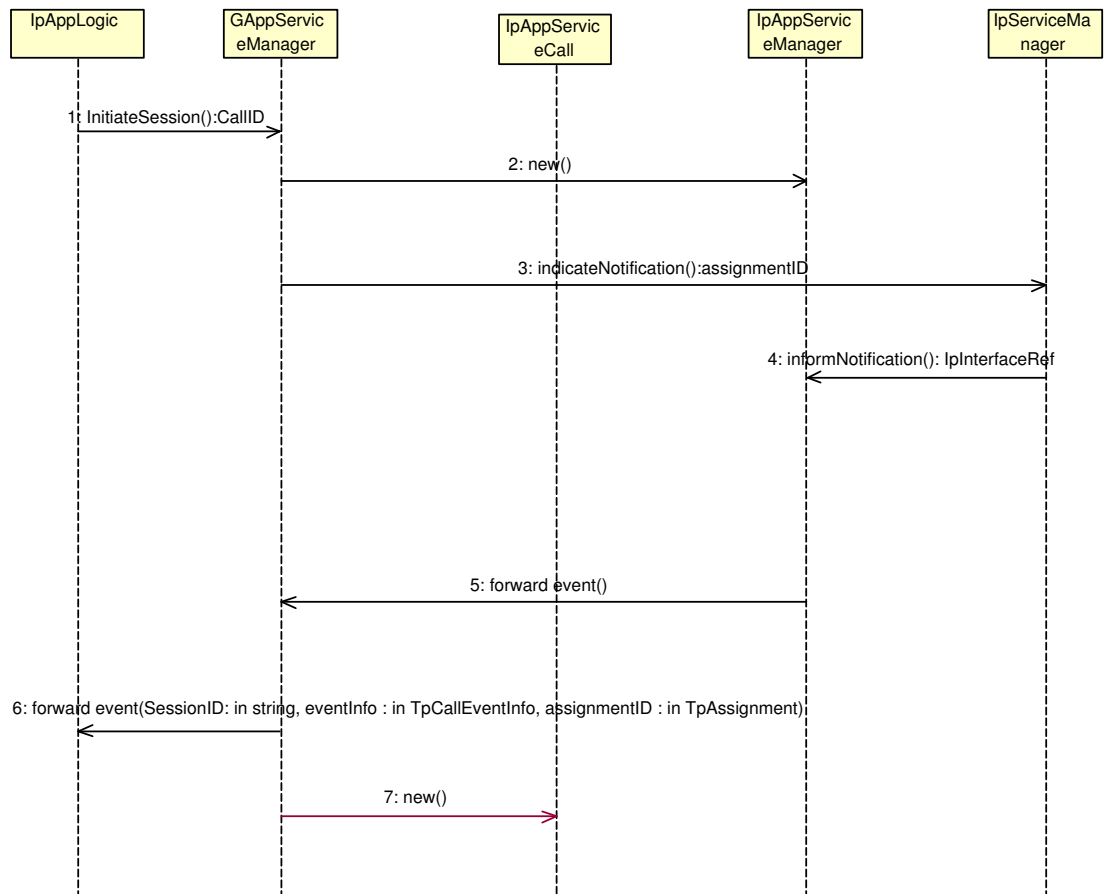 IpAppLogic
GAppServic
eManager
IpAppServic
eCall
IpAppServic
eManager
IpServiceMa
nager
1: InitiateSession():CallID
2: new()
3: indicateNotification():assignmentID
4: informNotification(): IpInterfaceRef
5: forward event()
6: forward event(SessionID: in string, eventInfo : in TpCallEventInfo, assignmentID : in TpAssignment)
7: new()